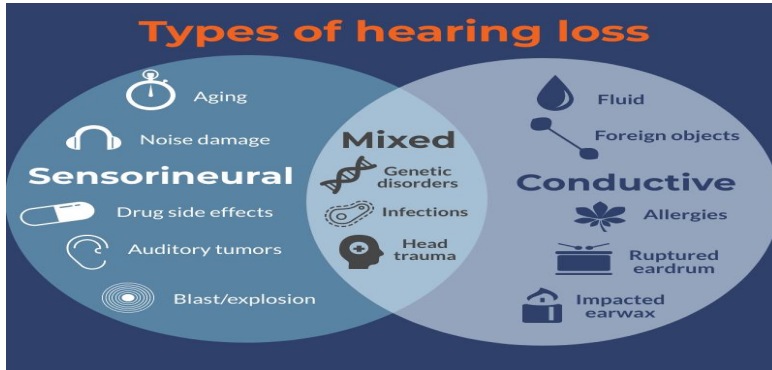 Types of hearing loss
Aging
Noise damage
Sensorineural
Drug side effects
Auditory tumors
Blast/explosion
Mixed
Genetic
disorders
Infections
Head
trauma
Fluid
Foreign objects
Conductive
Allergies
Ruptured
eardrum
Impacted
earwax